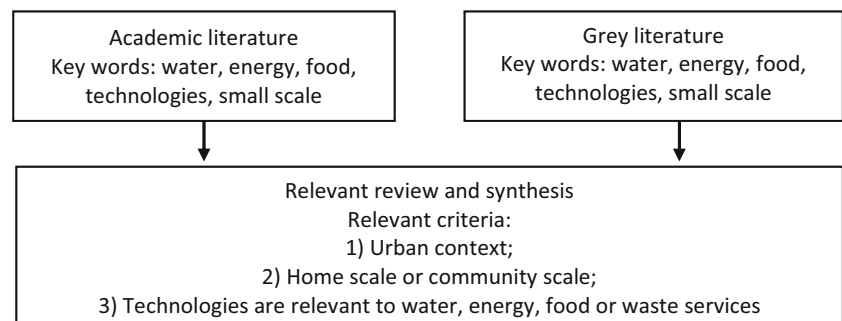 Academic literature
Key words: water, energy, food,
technologies, small scale
Grey literature
Key words: water, energy, food,
technologies, small scale
Relevant review and synthesis
Relevant criteria:
1) Urban context;
2) Home scale or community scale;
3) Technologies are relevant to water, energy, food or waste services